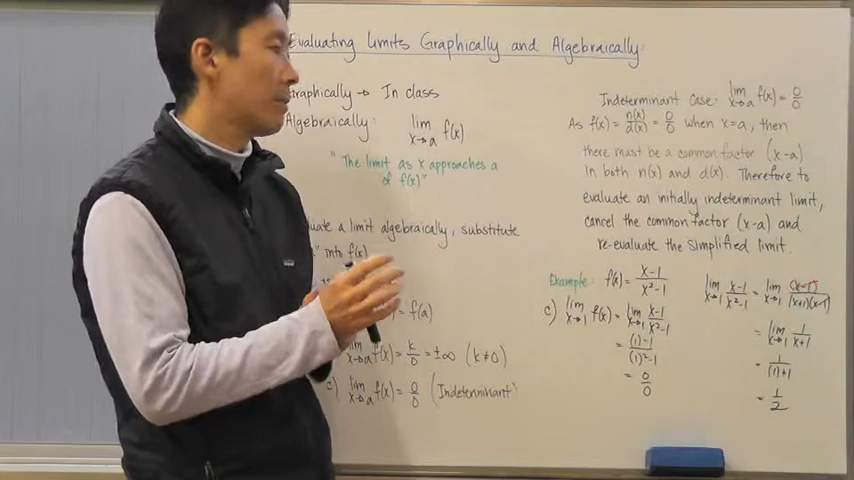 Evaluating Limits Graphically and Algebraically:
Graphically → In class
Algebraically: lim x→a f(x)
"The limit as x approaches a
of f(x)"
a limit algebraically, substitute
" into f(x)
= f(a)
lim x→a f(x) = k/0 = ±∞ (k≠0)
c) lim x→a f(x) = 0/0 (Indeterminant)
Indeterminant Case: lim x→a f(x) = 0/0
As f(x) = n(x)/d(x) = 0/0 when x=a, then
there must be a common factor (x-a)
in both n(x) and d(x). Therefore to
evaluate an initially indeterminant limit,
cancel the common factor (x-a) and
re-evaluate the simplified limit.
Example: f(x) = x-1/x²-1
c) lim x→1 f(x) = lim x→1 x-1/x²-1
= (1)-1/(1)²-1
= 0/0
lim x→1 x-1/x²-1 = lim x→1 (x-1)/(x+1)(x-1)
= lim x→1 1/x+1
= 1/(1)+1
= 1/2